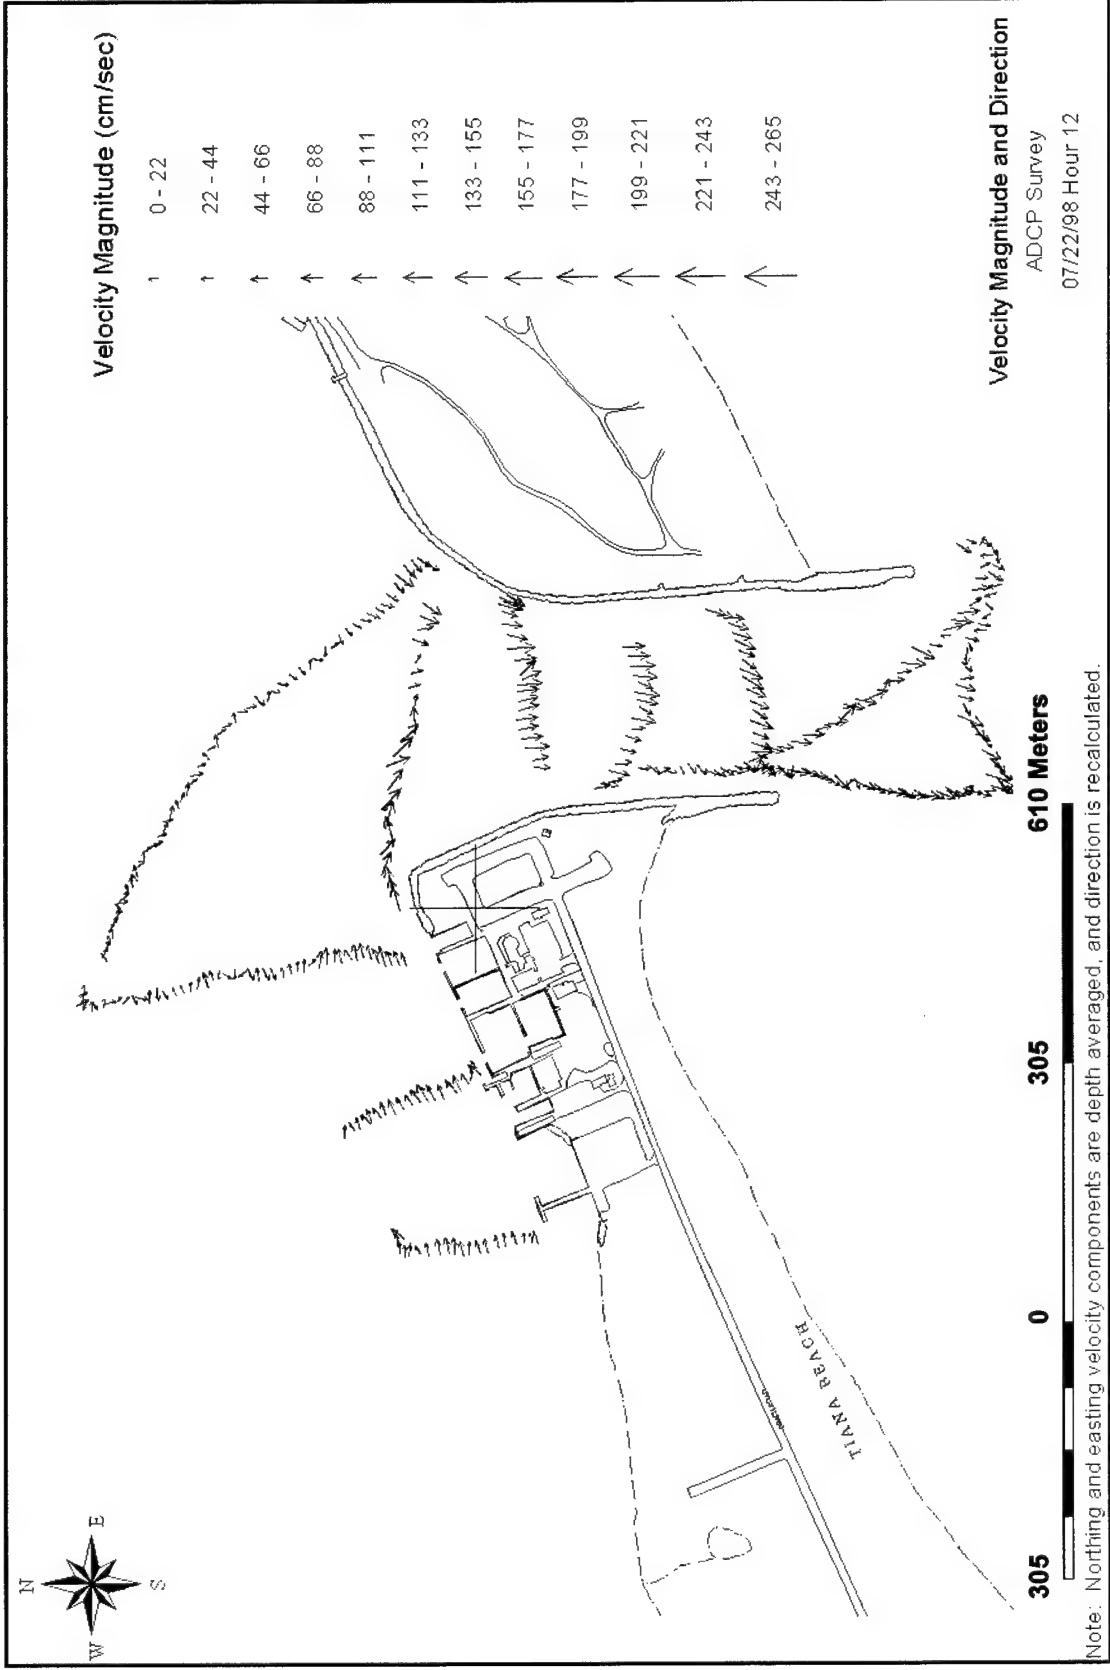 N
W E
S
Velocity Magnitude (cm/sec)
0 - 22
22 - 44
44 - 66
66 - 88
88 - 111
111 - 133
133 - 155
155 - 177
177 - 199
199 - 221
221 - 243
243 - 265
TIANA BEACH
305 0 305 610 Meters
Velocity Magnitude and Direction
ADCP Survey
07/22/98 Hour 12
Note: Northing and easting velocity components are depth averaged, and direction is recalculated.